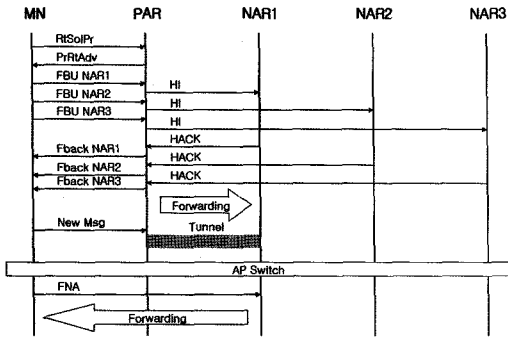 MN PAR NAR1 NAR2 NAR3
RtSolPr
PrRtAdv
FBU NAR1
HI
FBU NAR2
HI
FBU NAR3
HI
HACK
Fback NAR1
HACK
Fback NAR2
HACK
Fback NAR3
Forwarding
New Msg
Tunnel
AP Switch
FNA
Forwarding